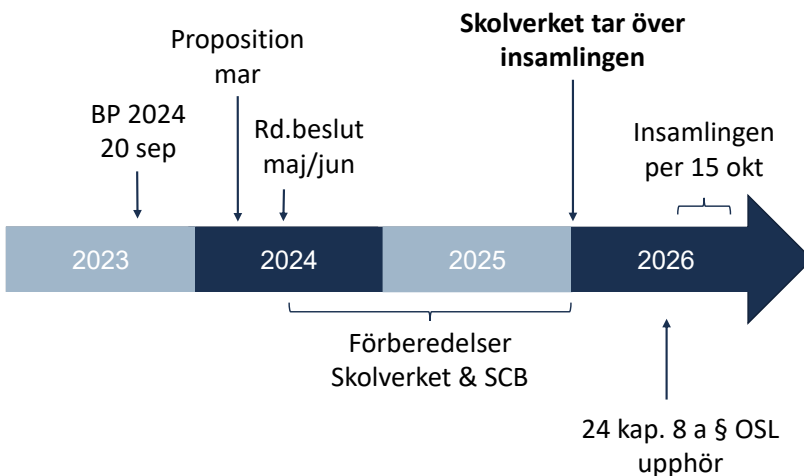 Skolverket tar över
insamlingen
Proposition
mar
BP 2024
20 sep
Rd.beslut
maj/jun
Insamlingen
per 15 okt
2023
2024
2025
2026
Förberedelser
Skolverket & SCB
24 kap. 8 a § OSL
upphör